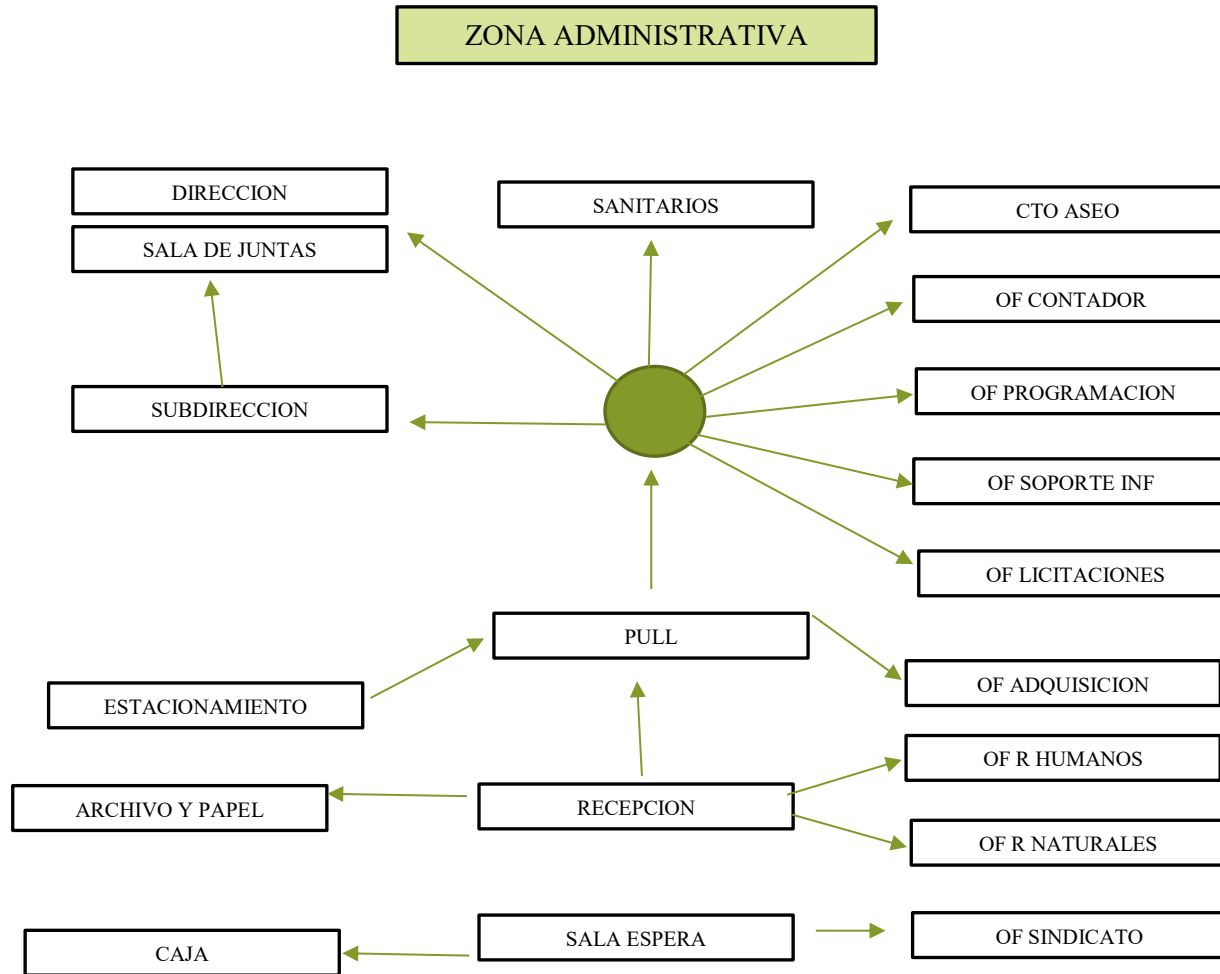 ZONA ADMINISTRATIVA
DIRECCION
SANITARIOS
CTO ASEO
SALA DE JUNTAS
OF CONTADOR
SUBDIRECCION
OF PROGRAMACION
OF SOPORTE INF
OF LICITACIONES
PULL
OF ADQUISICION
ESTACIONAMIENTO
OF R HUMANOS
ARCHIVO Y PAPEL
RECEPCION
OF R NATURALES
SALA ESPERA
OF SINDICATO
CAJA